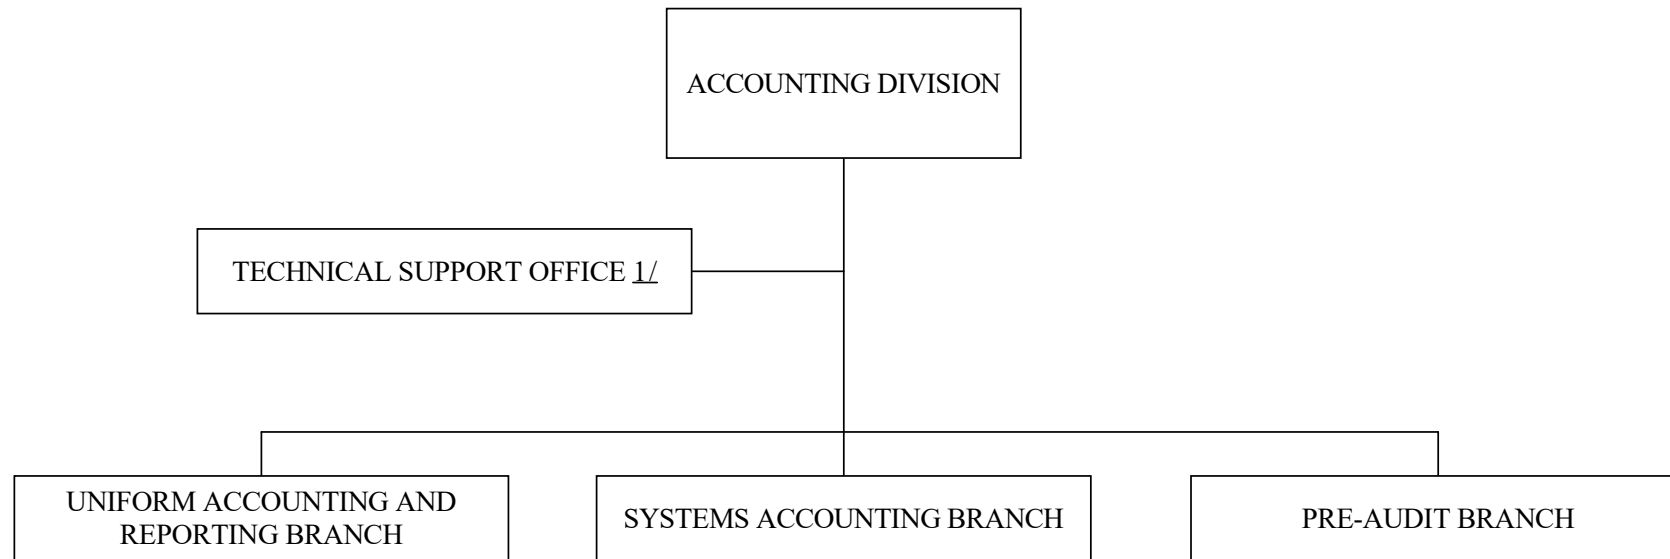 ACCOUNTING DIVISION
TECHNICAL SUPPORT OFFICE 1/
UNIFORM ACCOUNTING AND
REPORTING BRANCH
SYSTEMS ACCOUNTING BRANCH
PRE-AUDIT BRANCH